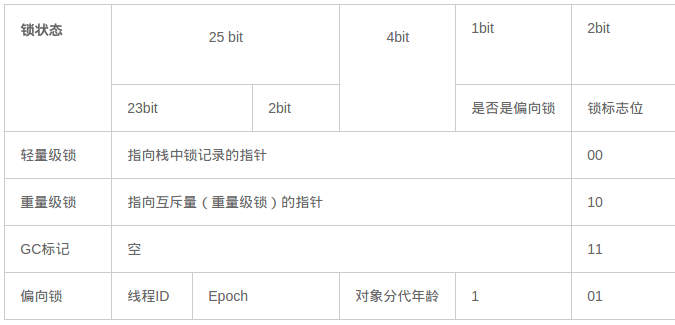 锁状态
25 bit
4bit
1bit
2bit
23bit
2bit
是否是偏向锁
锁标志位
轻量级锁
指向栈中锁记录的指针
00
重量级锁
指向互斥量（重量级锁）的指针
10
GC标记
空
11
偏向锁
线程ID
Epoch
对象分代年龄
1
01